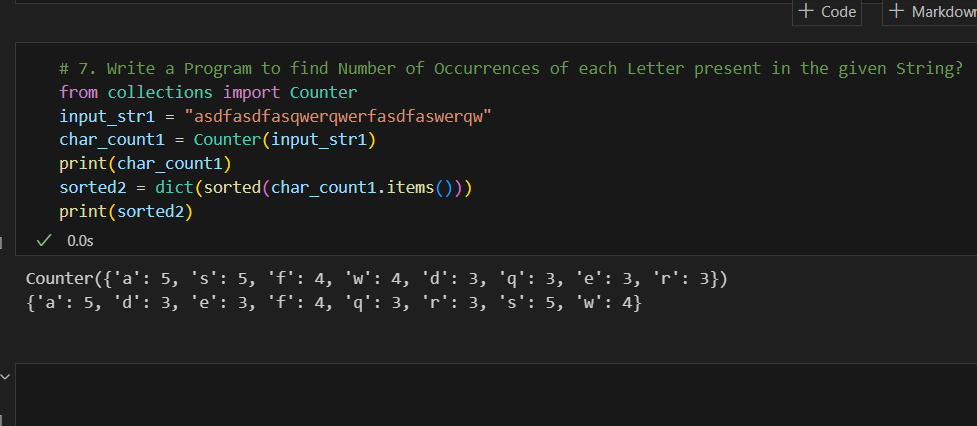 + Code + Markdown
# 7. Write a Program to find Number of Occurrences of each Letter present in the given String?
from collections import Counter
input_str1 = "asdfasdfasqwerqwerfasdfaswerqw"
char_count1 = Counter(input_str1)
print(char_count1)
sorted2 = dict(sorted(char_count1.items()))
print(sorted2)
✓ 0.0s
Counter({'a': 5, 's': 5, 'f': 4, 'w': 4, 'd': 3, 'q': 3, 'e': 3, 'r': 3})
{'a': 5, 'd': 3, 'e': 3, 'f': 4, 'q': 3, 'r': 3, 's': 5, 'w': 4}